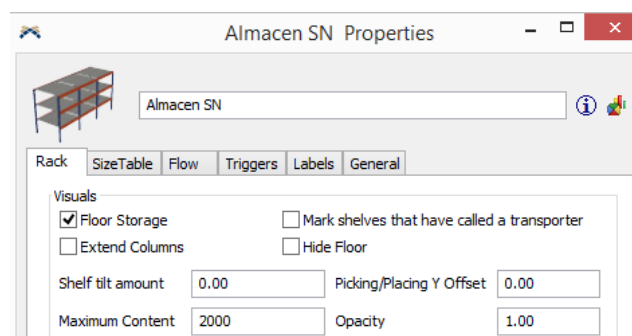 Almacen SN Properties
Almacen SN
Rack SizeTable Flow Triggers Labels General
Visuals
Floor Storage Mark shelves that have called a transporter
Extend Columns Hide Floor
Shelf tilt amount 0.00 Picking/Placing Y Offset 0.00
Maximum Content 2000 Opacity 1.00